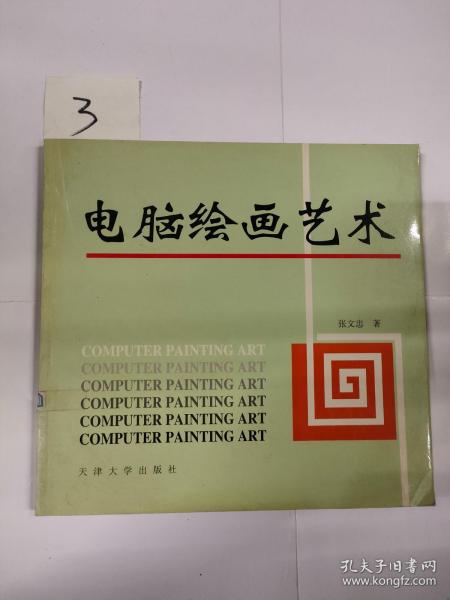 3
电脑绘画艺术
张文忠 著
COMPUTER PAINTING ART
COMPUTER PAINTING ART
COMPUTER PAINTING ART
COMPUTER PAINTING ART
COMPUTER PAINTING ART
COMPUTER PAINTING ART
天津大学出版社
孔夫子旧书网
www.kongfz.com